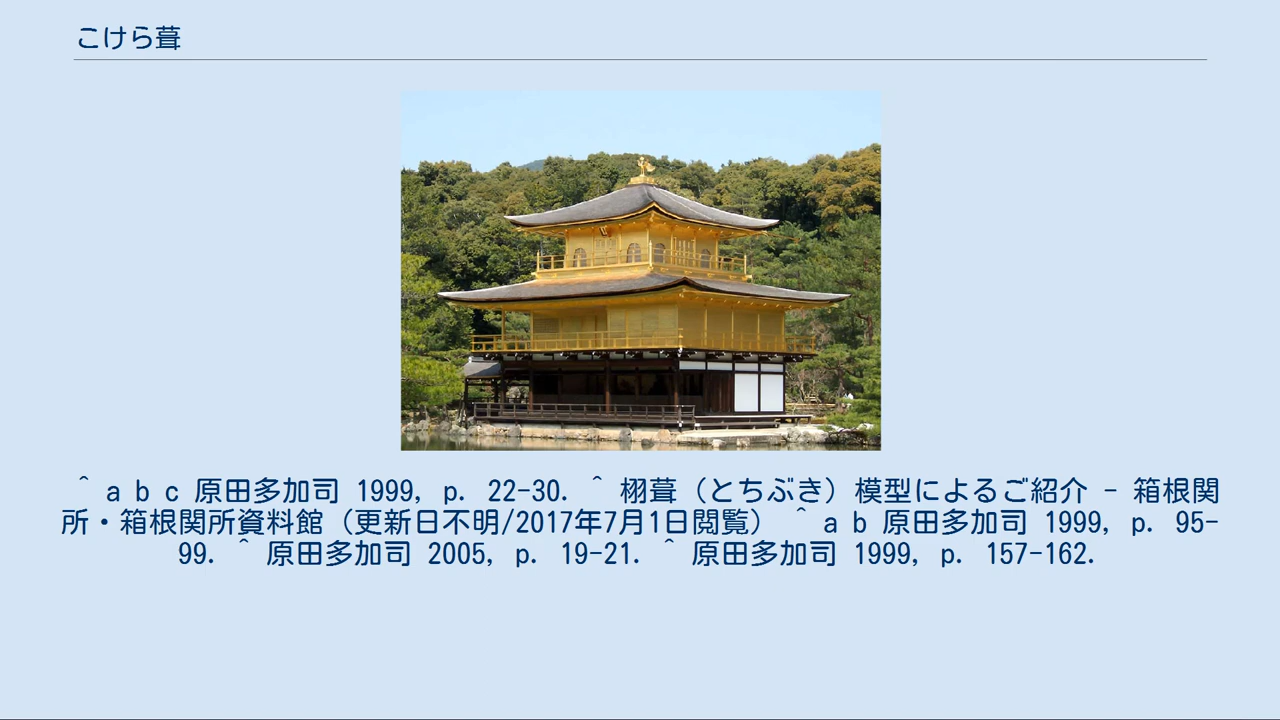 こけら葺
^ a b c 原田多加司 1999, p. 22-30. ^ 栩葺（とちぶき）模型によるご紹介 - 箱根関
所・箱根関所資料館（更新日不明/2017年7月1日閲覧） ^ a b 原田多加司 1999, p. 95-
99. ^ 原田多加司 2005, p. 19-21. ^ 原田多加司 1999, p. 157-162.